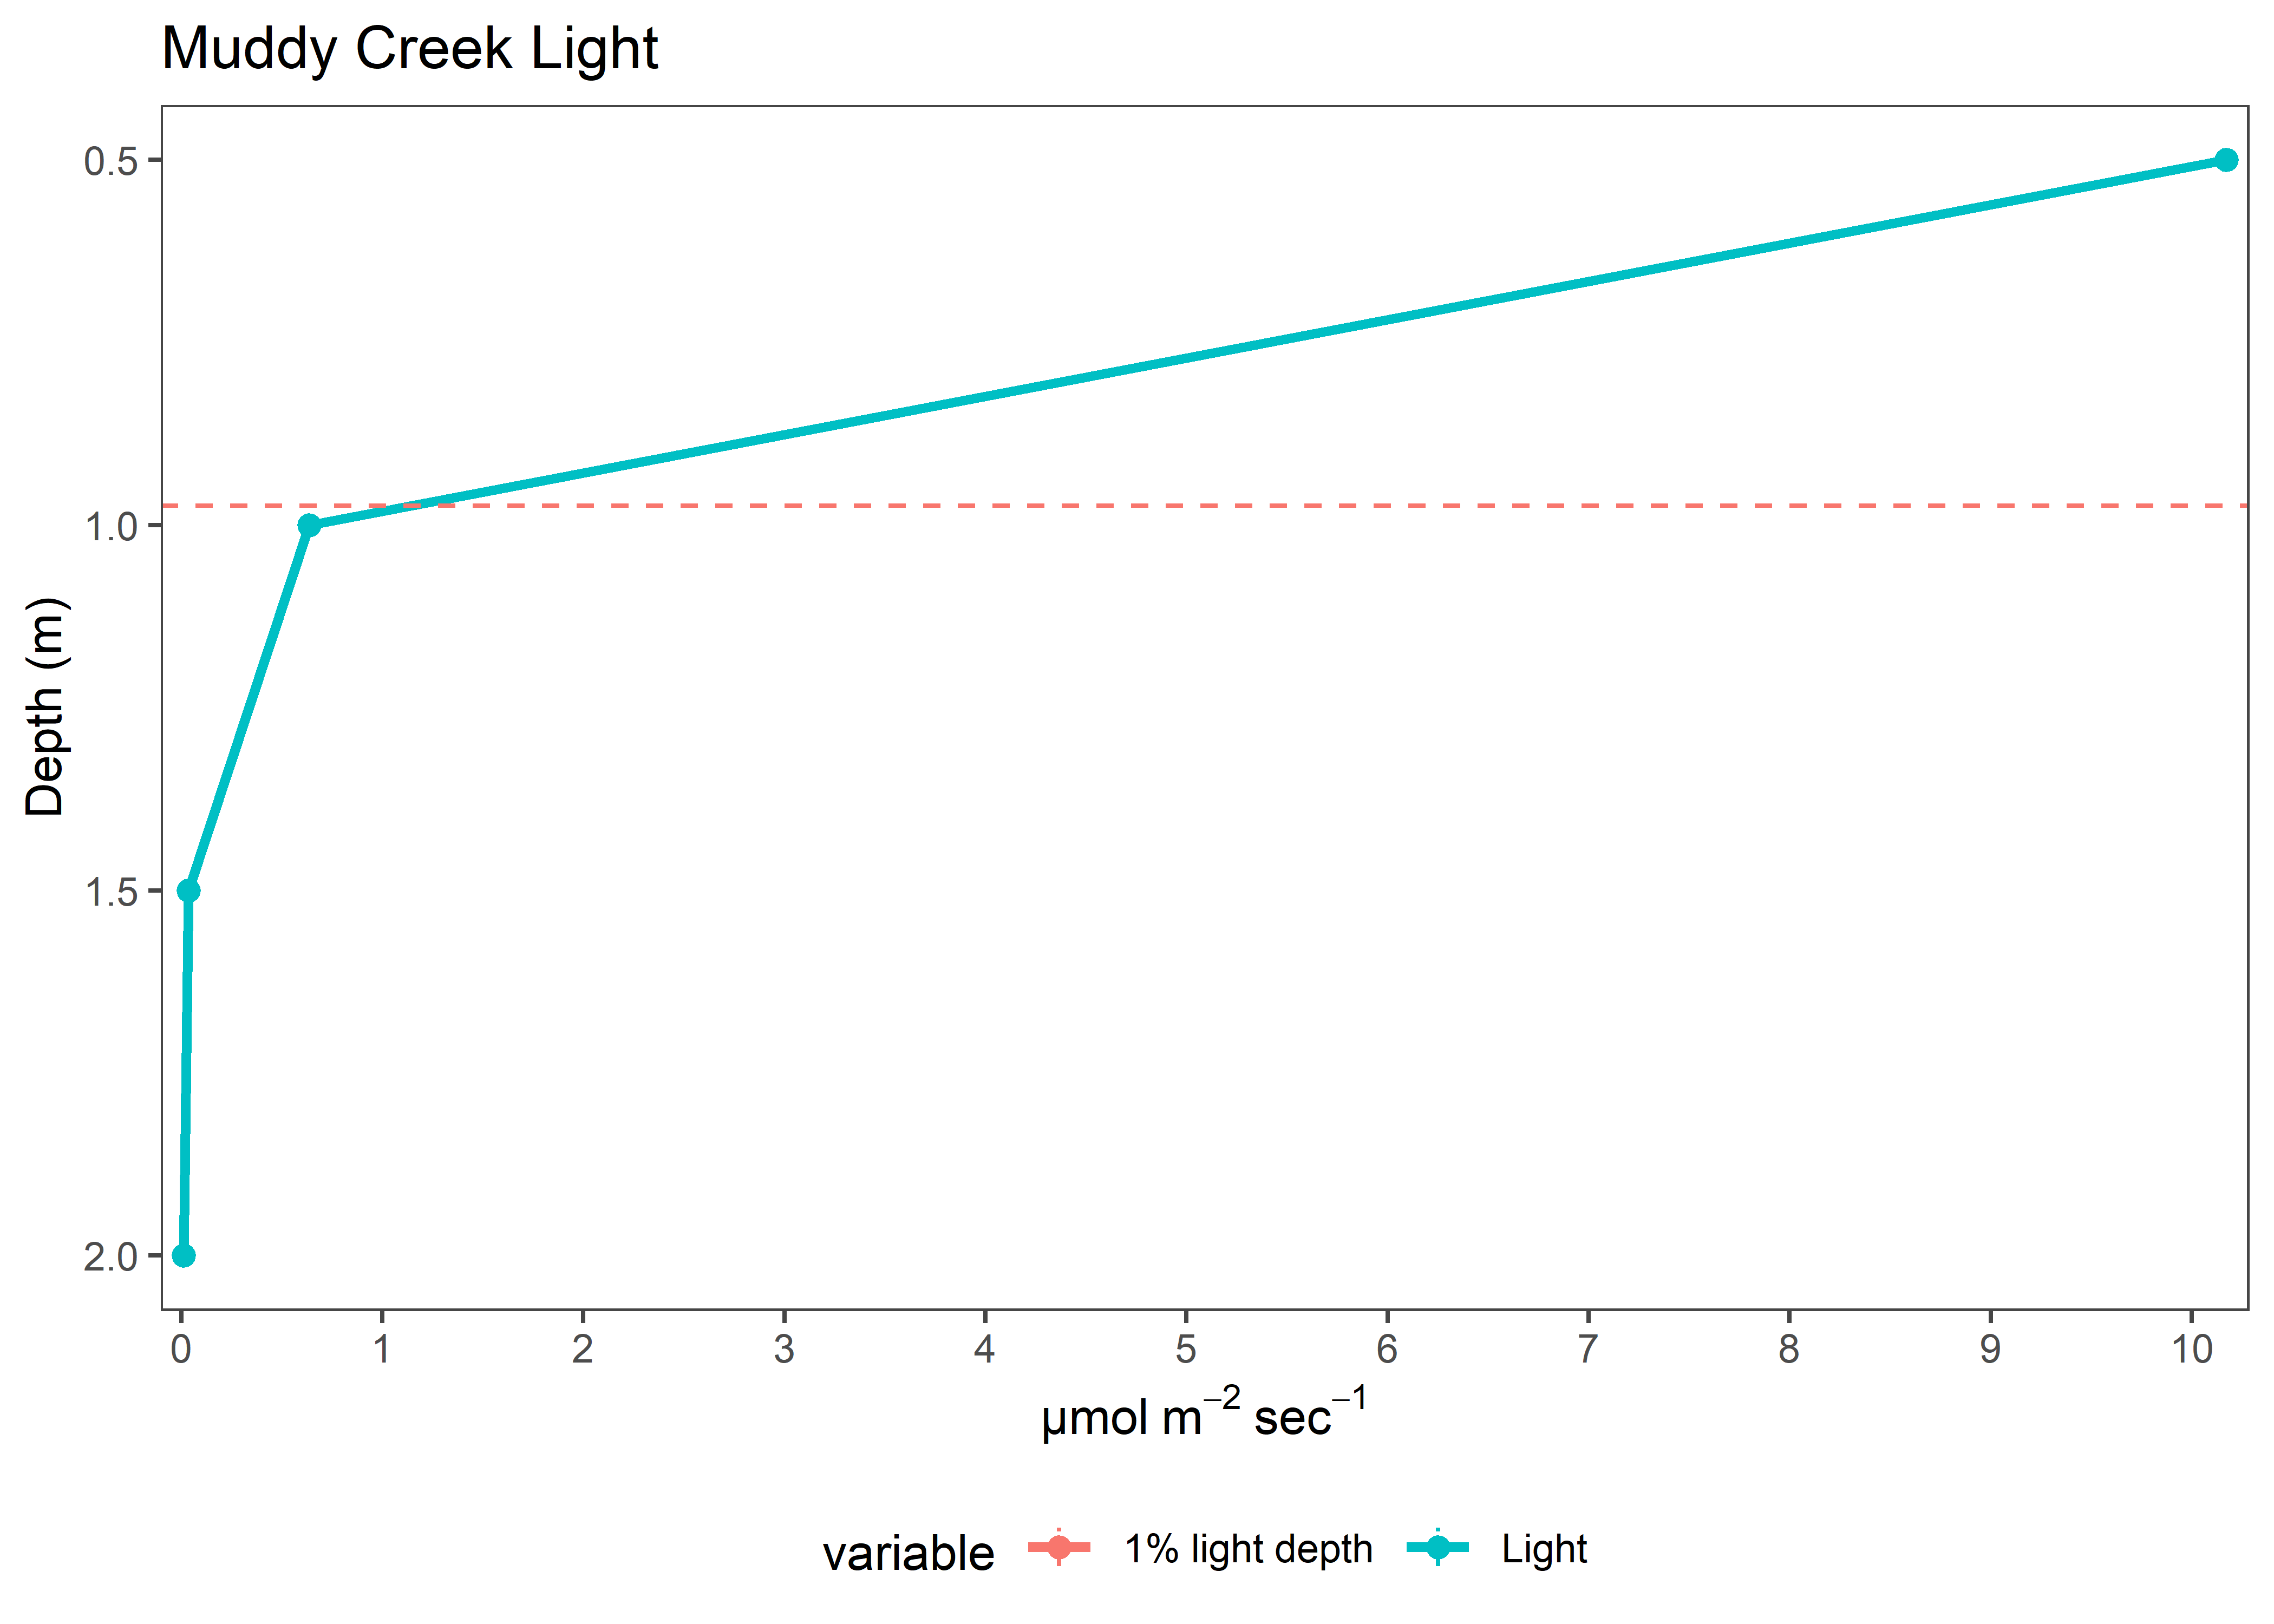 Muddy Creek Light
0.5
1.0
1.5
2.0
Depth (m)
0 1 2 3 4 5 6 7 8 9 10
µmol m⁻² sec⁻¹
variable 1% light depth Light